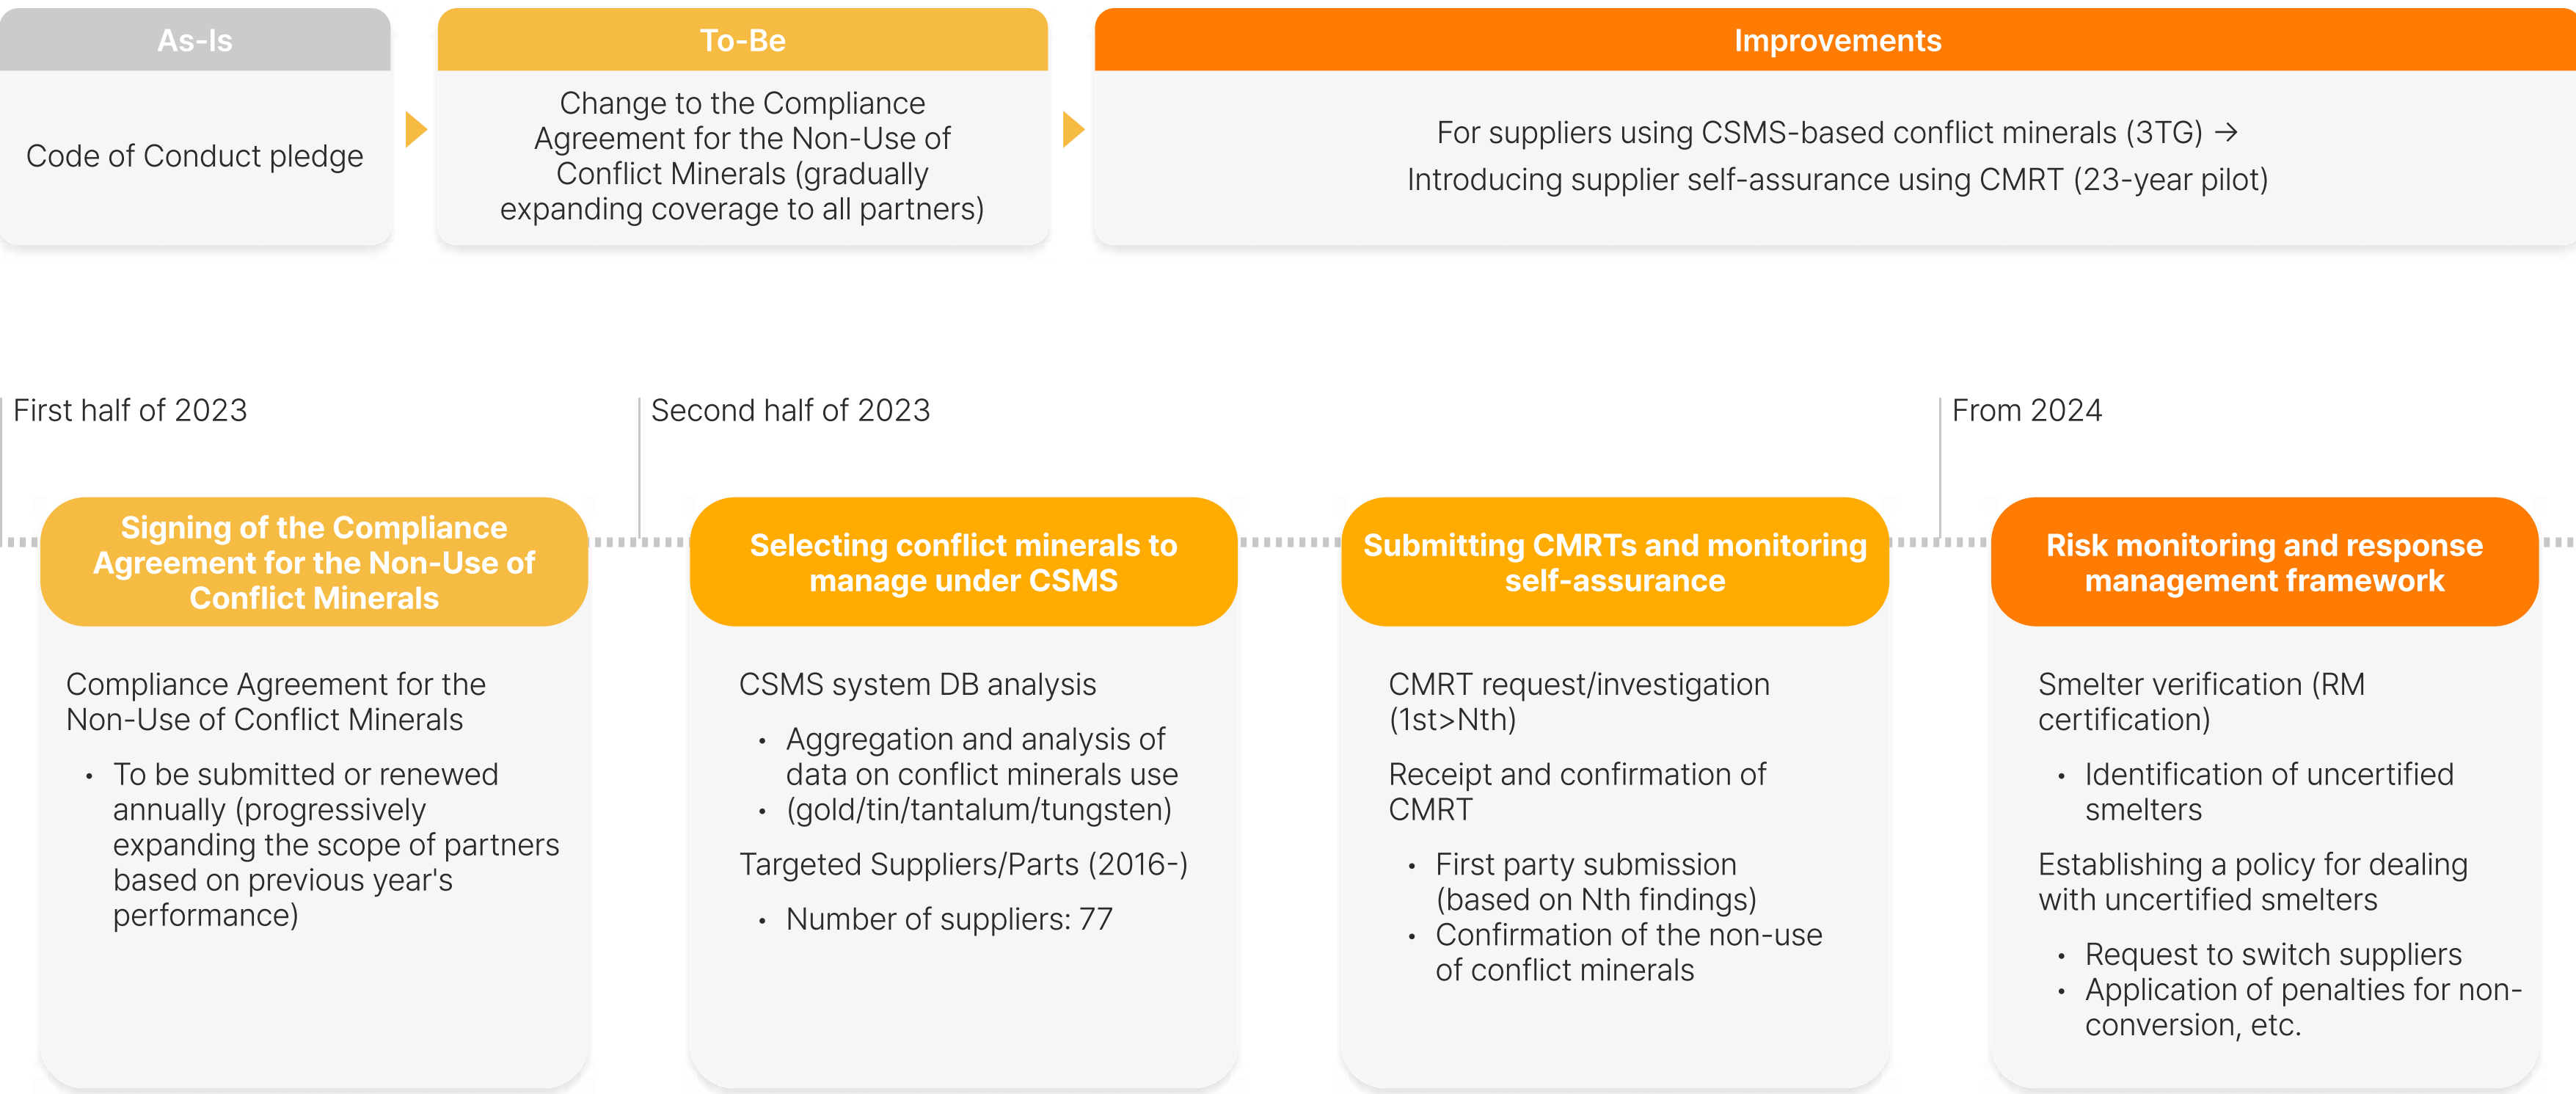 As-Is
Code of Conduct pledge
To-Be
Change to the Compliance
Agreement for the Non-Use of
Conflict Minerals (gradually
expanding coverage to all partners)
Improvements
For suppliers using CSMS-based conflict minerals (3TG) →
Introducing supplier self-assurance using CMRT (23-year pilot)
First half of 2023
Signing of the Compliance
Agreement for the Non-Use of
Conflict Minerals
Compliance Agreement for the
Non-Use of Conflict Minerals
• To be submitted or renewed
annually (progressively
expanding the scope of partners
based on previous year's
performance)
Second half of 2023
Selecting conflict minerals to
manage under CSMS
CSMS system DB analysis
• Aggregation and analysis of
data on conflict minerals use
• (gold/tin/tantalum/tungsten)
Targeted Suppliers/Parts (2016-)
• Number of suppliers: 77
Submitting CMRTs and monitoring
self-assurance
CMRT request/investigation
(1st>Nth)
Receipt and confirmation of
CMRT
• First party submission
(based on Nth findings)
• Confirmation of the non-use
of conflict minerals
From 2024
Risk monitoring and response
management framework
Smelter verification (RM
certification)
• Identification of uncertified
smelters
Establishing a policy for dealing
with uncertified smelters
• Request to switch suppliers
• Application of penalties for non-
conversion, etc.